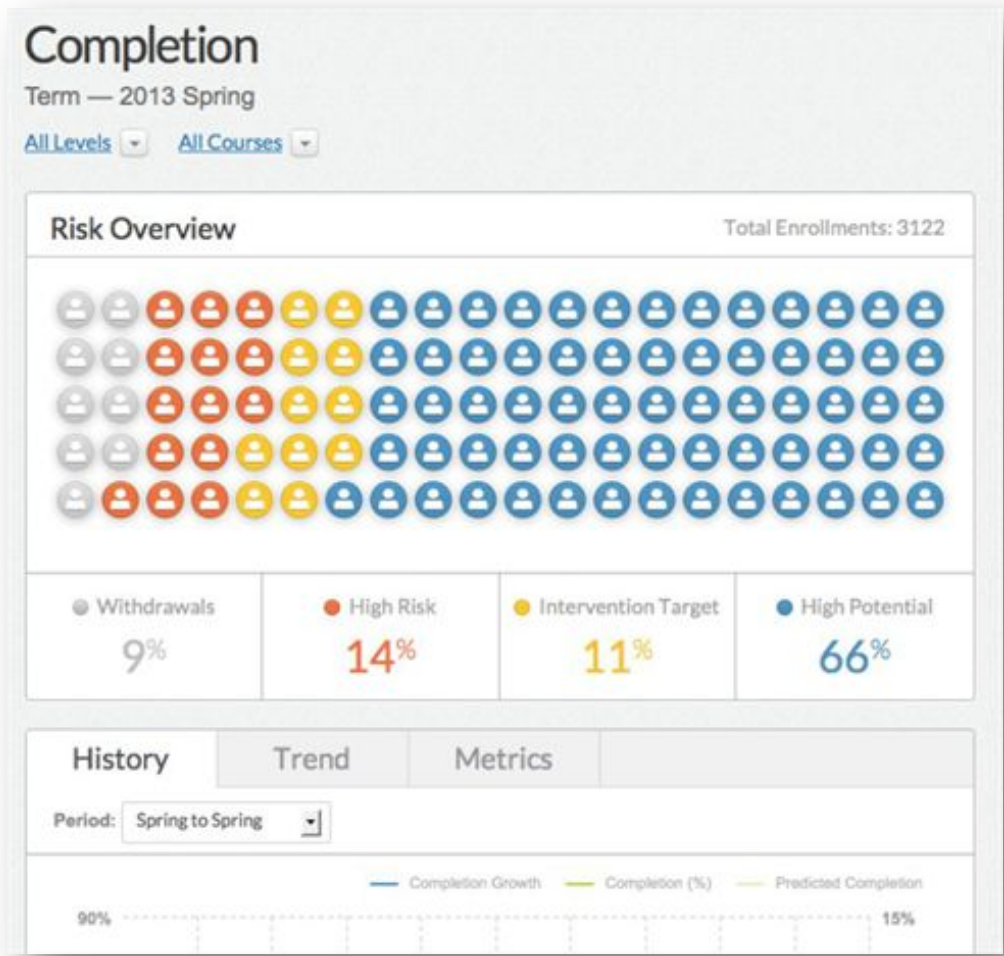 Completion
Term — 2013 Spring
All Levels All Courses
Risk Overview Total Enrollments: 3122
Withdrawals High Risk Intervention Target High Potential
9% 14% 11% 66%
History Trend Metrics
Period: Spring to Spring
Completion Growth Completion (%) Predicted Completion
90% 15%